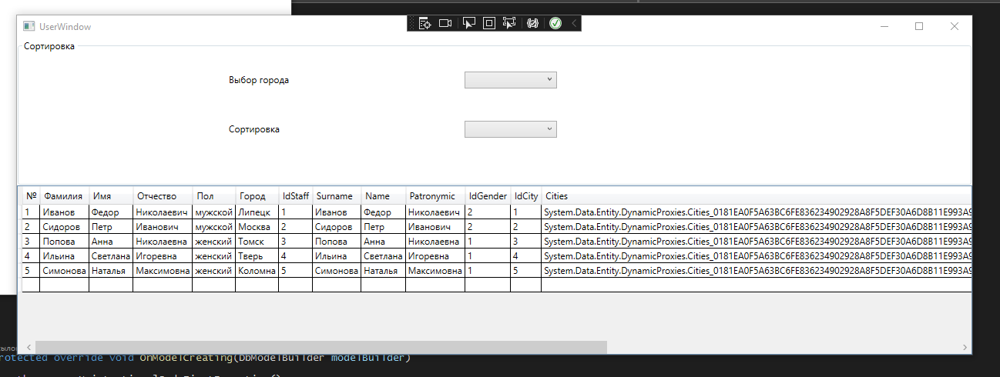 UserWindow
Сортировка
Выбор города
Сортировка
№ Фамилия Имя Отчество Пол Город IdStaff Surname Name Patronymic IdGender IdCity Cities
1 Иванов Федор Николаевич мужской Липецк 1 Иванов Федор Николаевич 2 1 System.Data.Entity.DynamicProxies.Cities_0181EA0F5A63BC6FE836234902928A8F5DEF30A6D8B11E993A9
2 Сидоров Петр Иванович мужской Москва 2 Сидоров Петр Иванович 2 2 System.Data.Entity.DynamicProxies.Cities_0181EA0F5A63BC6FE836234902928A8F5DEF30A6D8B11E993A9
3 Попова Анна Николаевна женский Томск 3 Попова Анна Николаевна 1 3 System.Data.Entity.DynamicProxies.Cities_0181EA0F5A63BC6FE836234902928A8F5DEF30A6D8B11E993A9
4 Ильина Светлана Игоревна женский Тверь 4 Ильина Светлана Игоревна 1 4 System.Data.Entity.DynamicProxies.Cities_0181EA0F5A63BC6FE836234902928A8F5DEF30A6D8B11E993A9
5 Симонова Наталья Максимовна женский Коломна 5 Симонова Наталья Максимовна 1 5 System.Data.Entity.DynamicProxies.Cities_0181EA0F5A63BC6FE836234902928A8F5DEF30A6D8B11E993A9
rotected override void OnModelCreating(DbModelBuilder modelBuilder)